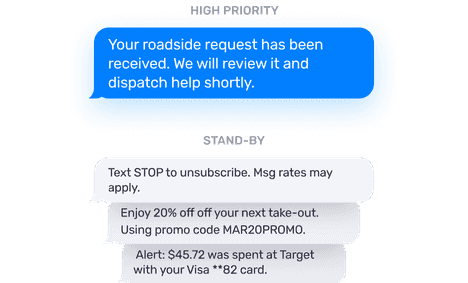 HIGH PRIORITY
Your roadside request has been
received. We will review it and
dispatch help shortly.
STAND-BY
Text STOP to unsubscribe. Msg rates may
apply.
Enjoy 20% off off your next take-out.
Using promo code MAR20PROMO.
Alert: $45.72 was spent at Target
with your Visa **82 card.